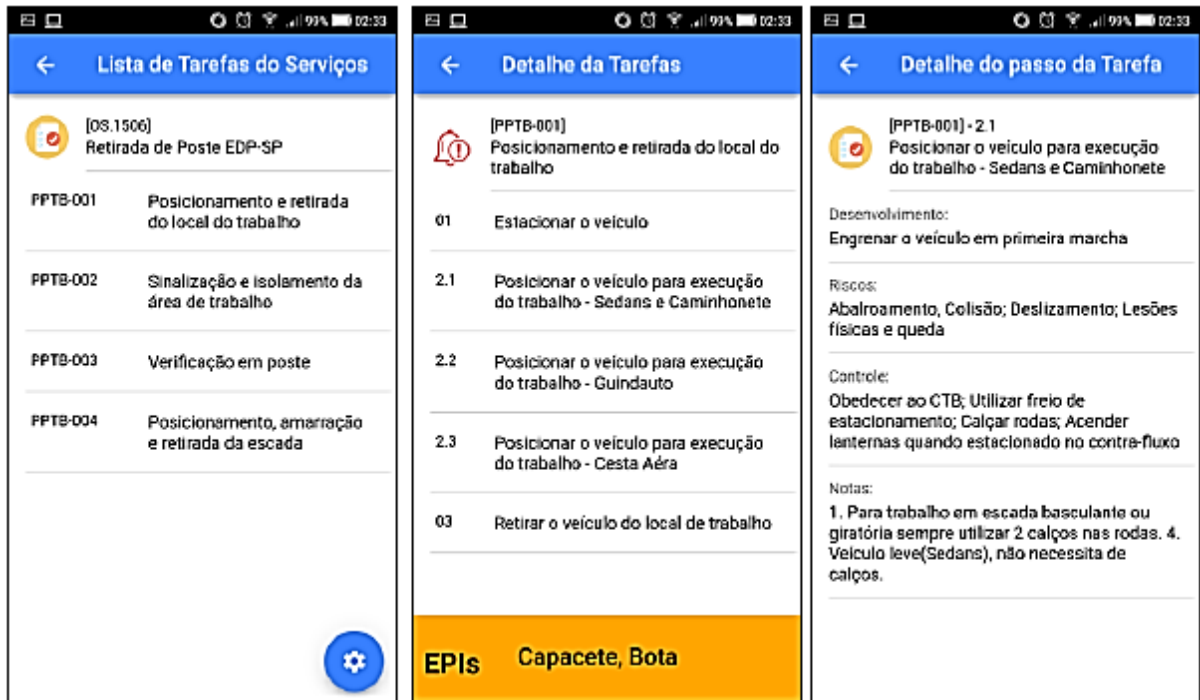 99% 02:33
Lista de Tarefas do Serviços
[OS.1506]
Retirada de Poste EDP-SP
PPTB-001 Posicionamento e retirada
do local do trabalho
PPTB-002 Sinalização e isolamento da
área de trabalho
PPTB-003 Verificação em poste
PPTB-004 Posicionamento, amarração
e retirada da escada
99% 02:33
Detalhe da Tarefas
[PPTB-001]
Posicionamento e retirada do local do
trabalho
01 Estacionar o veículo
2.1 Posicionar o veículo para execução
do trabalho - Sedans e Caminhonete
2.2 Posicionar o veículo para execução
do trabalho - Guindauto
2.3 Posicionar o veículo para execução
do trabalho - Cesta Aéra
03 Retirar o veículo do local de trabalho
EPIs Capacete, Bota
99% 02:33
Detalhe do passo da Tarefa
[PPTB-001] - 2.1
Posicionar o veículo para execução
do trabalho - Sedans e Caminhonete
Desenvolvimento:
Engrenar o veículo em primeira marcha
Riscos:
Abalroamento, Colisão; Deslizamento; Lesões
físicas e queda
Controle:
Obedecer ao CTB; Utilizar freio de
estacionamento; Calçar rodas; Acender
lanternas quando estacionado no contra-fluxo
Notas:
1. Para trabalho em escada basculante ou
giratória sempre utilizar 2 calços nas rodas. 4.
Veículo leve(Sedans), não necessita de
calços.